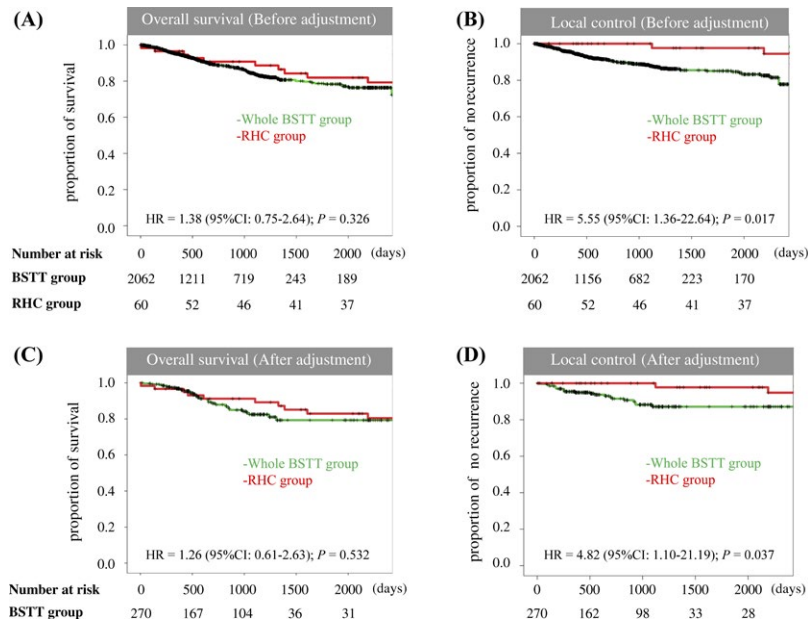 (A)
Overall survival (Before adjustment)
proportion of survival
1.0
0.8
0.6
0.4
0.2
0.0
-Whole BSTT group
-RHC group
HR = 1.38 (95%CI: 0.75-2.64); P = 0.326
0 500 1000 1500 2000 (days)
Number at risk
BSTT group 2062 1211 719 243 189
RHC group 60 52 46 41 37
(B)
Local control (Before adjustment)
proportion of no recurrence
1.0
0.8
0.6
0.8
0.2
0.0
-Whole BSTT group
-RHC group
HR = 5.55 (95%CI: 1.36-22.64); P = 0.017
0 500 1000 1500 2000 (days)
2062 1156 682 223 170
60 52 46 41 37
(C)
Overall survival (After adjustment)
proportion of survival
1.0
0.8
0.6
0.8
0.2
0.0
-Whole BSTT group
-RHC group
HR = 1.26 (95%CI: 0.61-2.63); P = 0.532
0 500 1000 1500 2000 (days)
Number at risk
BSTT group 270 167 104 36 31
(D)
Local control (After adjustment)
proportion of no recurrence
1.0
0.8
0.6
0.4
0.2
0.0
-Whole BSTT group
-RHC group
HR = 4.82 (95%CI: 1.10-21.19); P = 0.037
0 500 1000 1500 2000 (days)
270 162 98 33 28